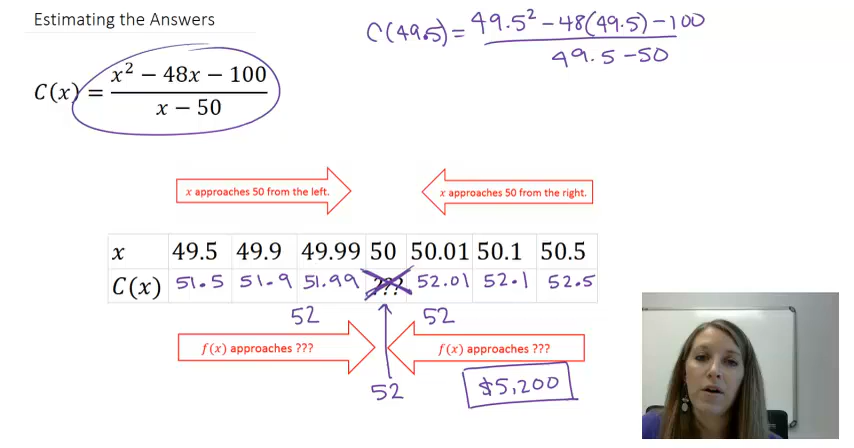 Estimating the Answers
C(49.5) = 49.5² − 48(49.5) − 100
49.5 − 50
C(x) = x² − 48x − 100
x − 50
x approaches 50 from the left.
x approaches 50 from the right.
x 49.5 49.9 49.99 50 50.01 50.1 50.5
C(x) 51.5 51.9 51.99 ??? 52.01 52.1 52.5
52 52
f(x) approaches ???
f(x) approaches ???
52
$5,200